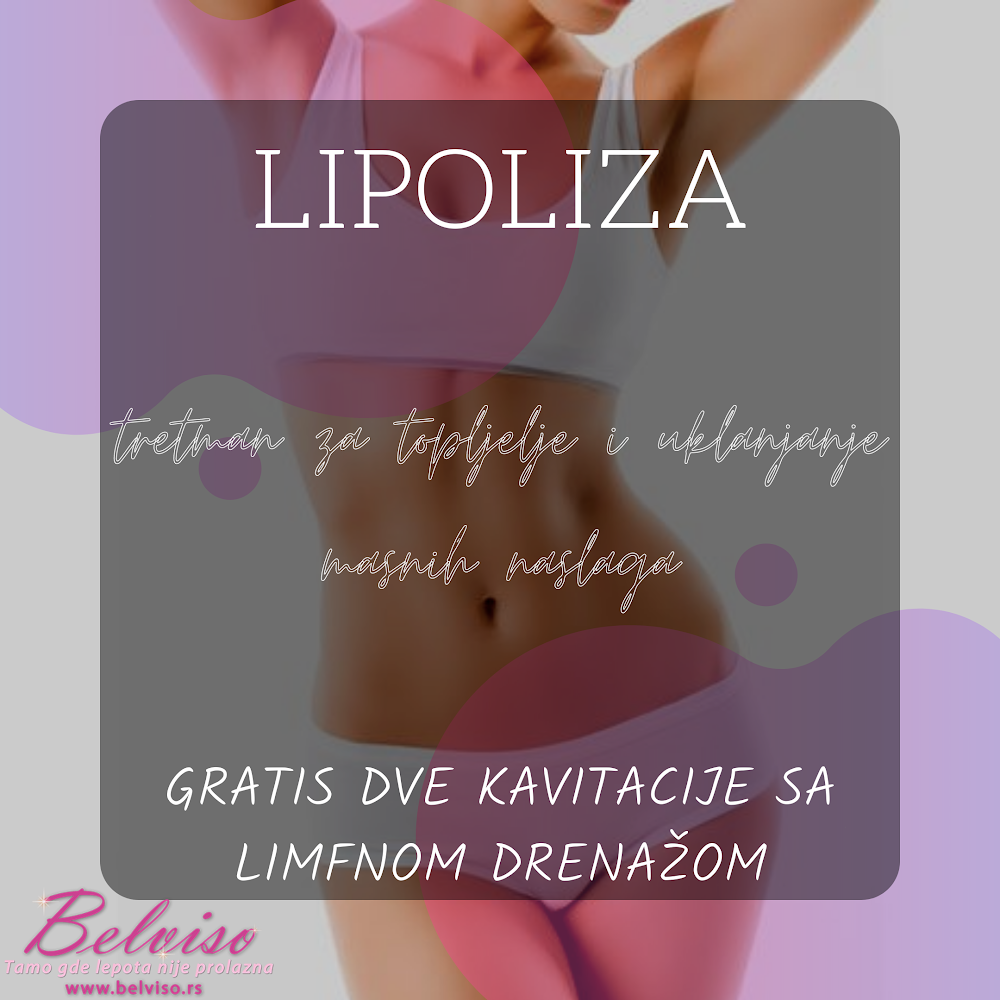 LIPOLIZA
tretman za topljelje i uklanjanje
masnih naslaga
GRATIS DVE KAVITACIJE SA
LIMFNOM DRENAŽOM
Belviso
Tamo gde lepota nije prolazna
www.belviso.rs